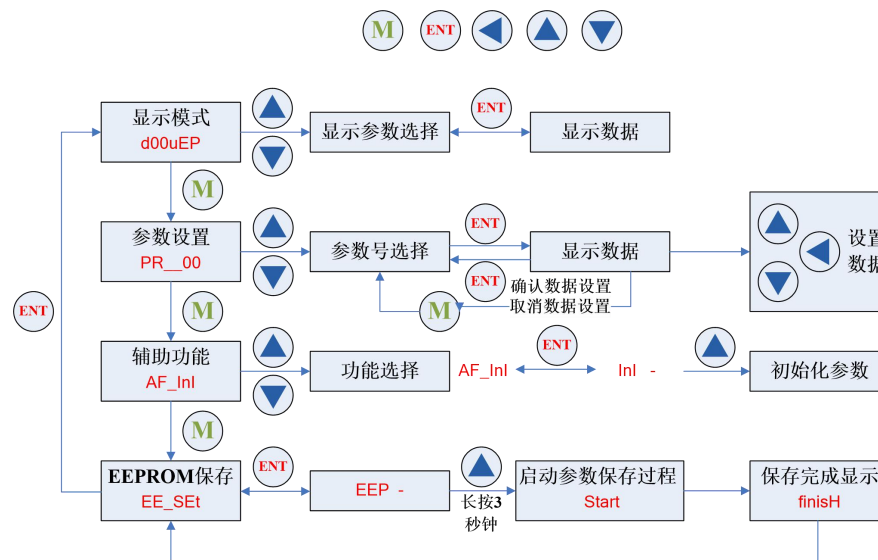 M ENT
显示模式
d00uEP
显示参数选择
ENT
显示数据
M
参数设置
PR__00
参数号选择
ENT
显示数据
设置
数据
ENT
确认数据设置
取消数据设置
M
ENT
M
辅助功能
AF_InI
功能选择
AF_InI
ENT
InI -
初始化参数
M
EEPROM保存
EE_SEt
ENT
EEP -
长按3
秒钟
启动参数保存过程
Start
保存完成显示
finisH